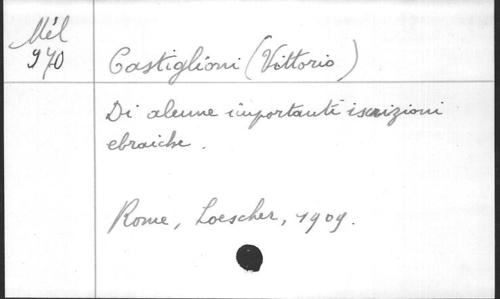 Mél
970
Castiglioni (Vittorio)
Di alcune importanti iscrizioni
ebraiche.
Rome, Loescher, 1909.